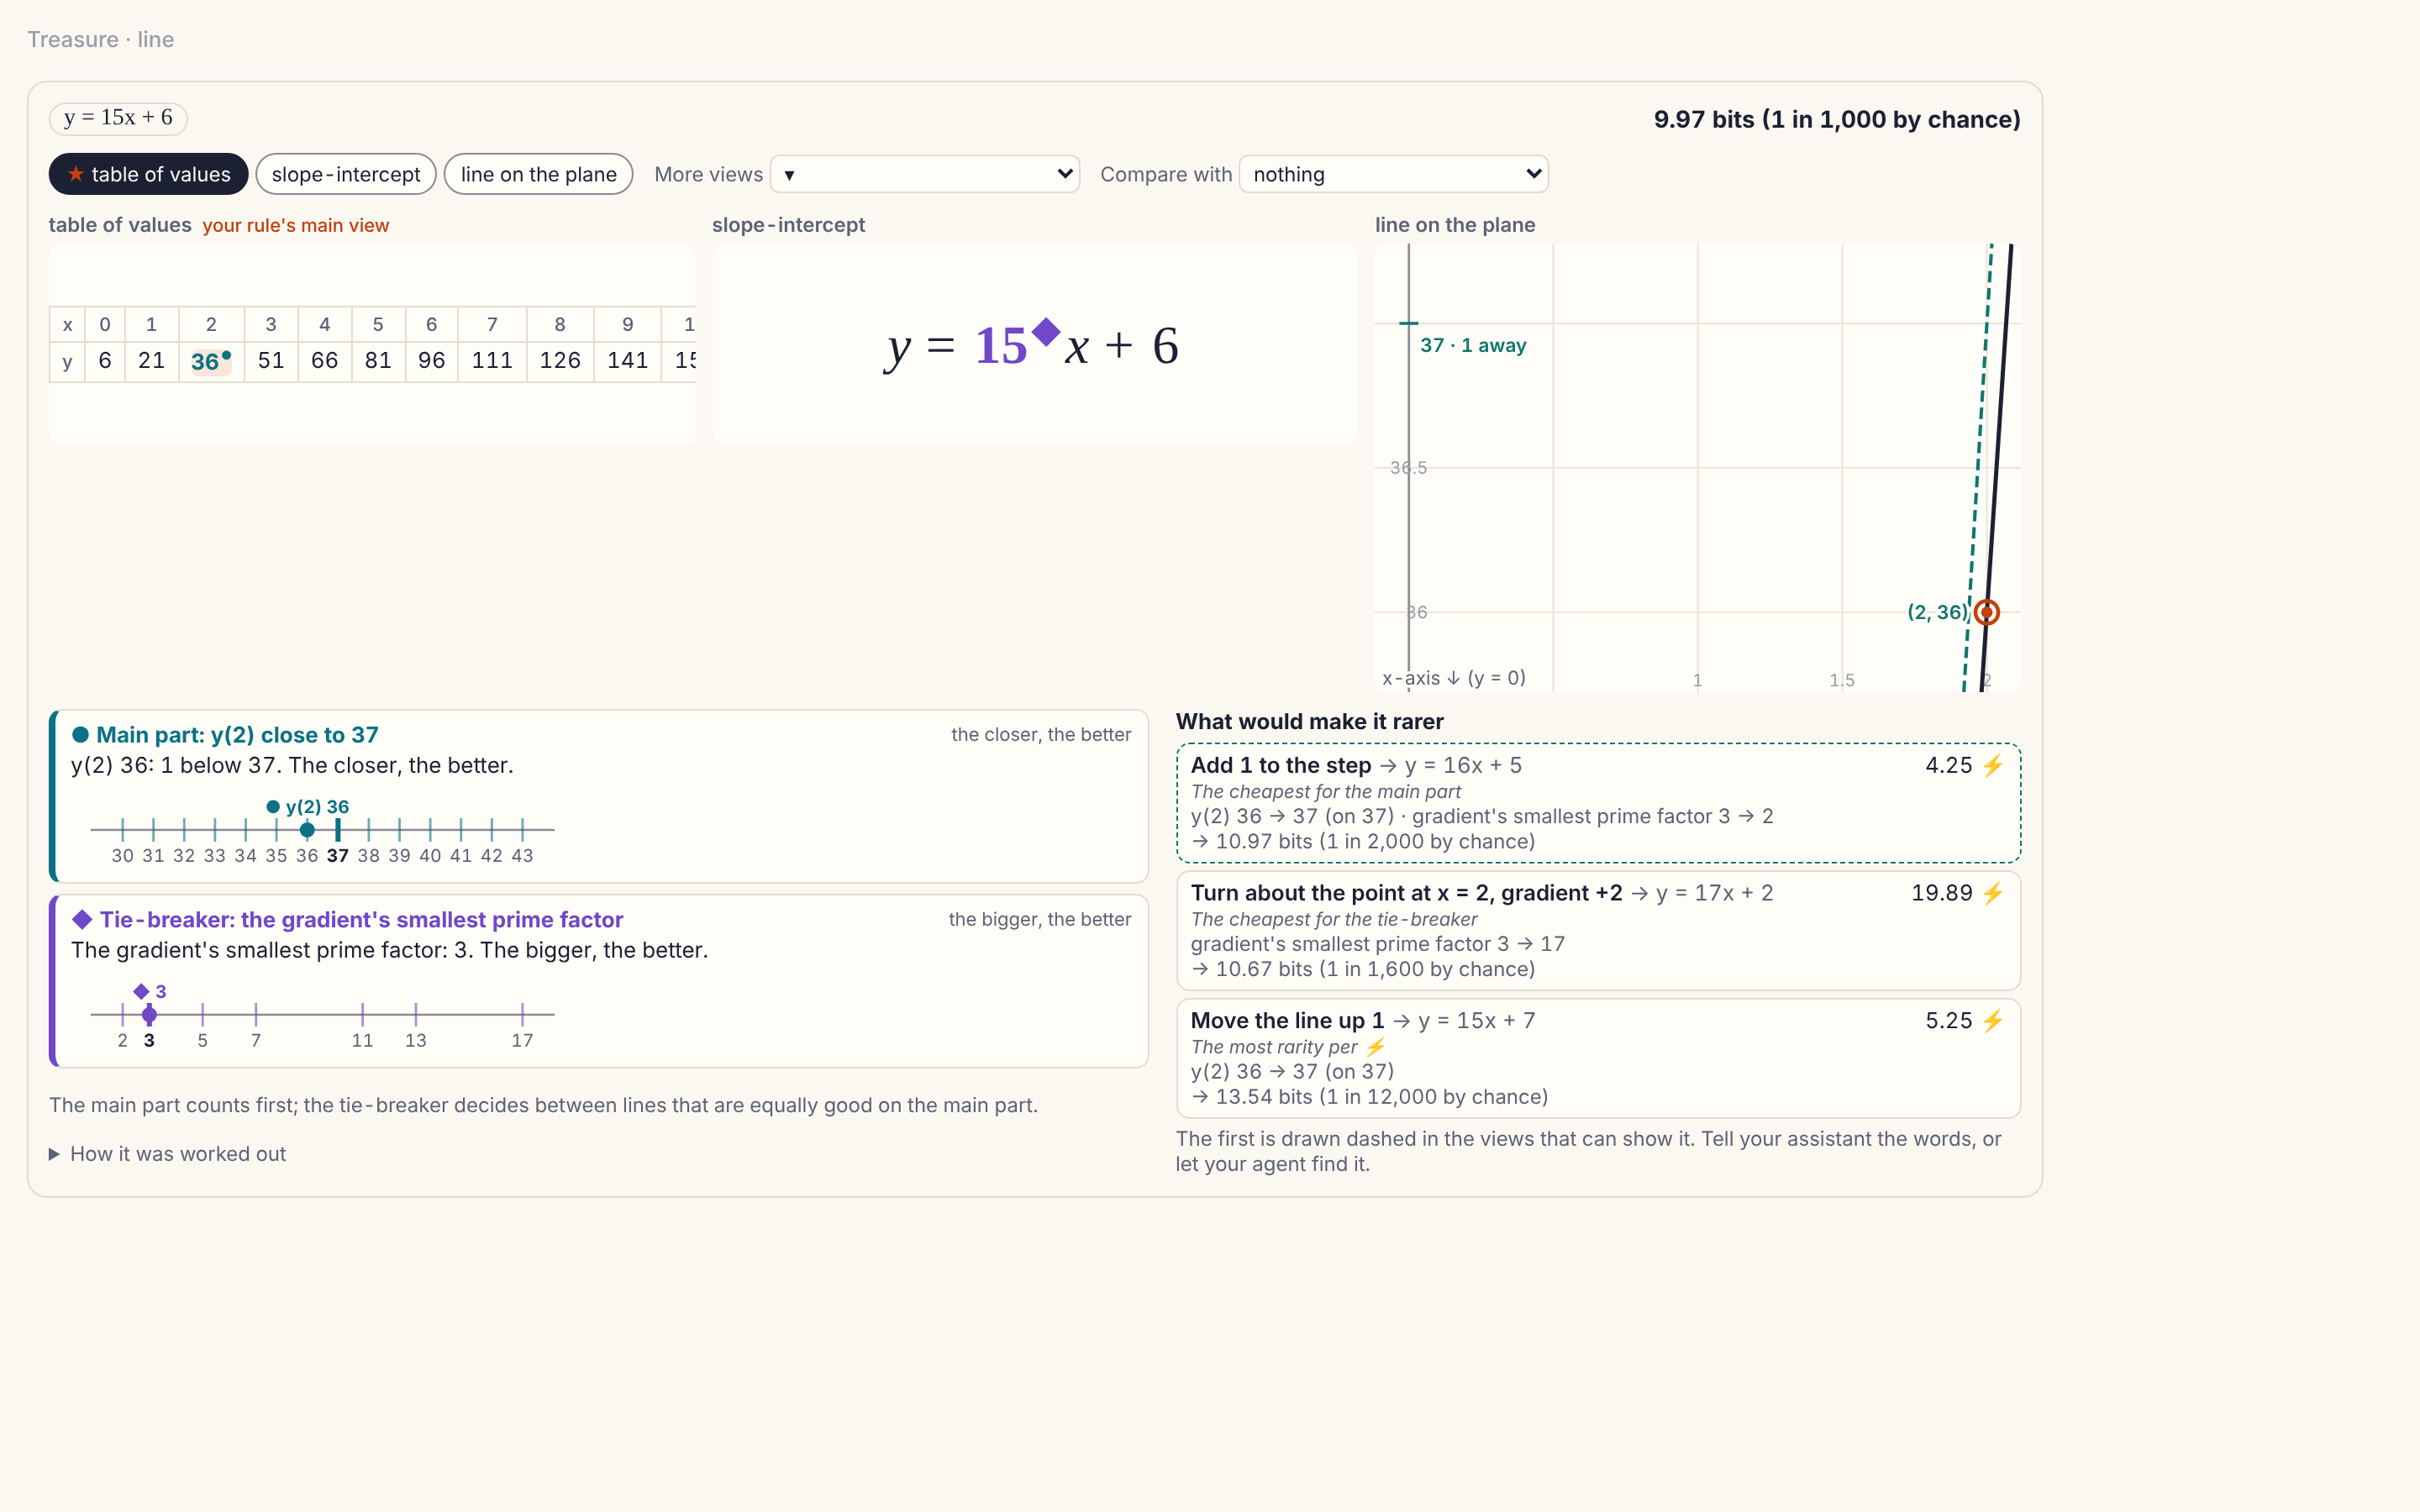 Treasure · line
y = 15x + 6
9.97 bits (1 in 1,000 by chance)
★ table of values
slope-intercept
line on the plane
More views
▾
Compare with
nothing
table of values your rule's main view
x 0 1 2 3 4 5 6 7 8 9 1
y 6 21 36 51 66 81 96 111 126 141 15
slope-intercept
y = 15◆x + 6
line on the plane
37 · 1 away
36.5
(2, 36)
36
x-axis ↓ (y = 0)
1 1.5 2
● Main part: y(2) close to 37
the closer, the better
y(2) 36: 1 below 37. The closer, the better.
● y(2) 36
30 31 32 33 34 35 36 37 38 39 40 41 42 43
◆ Tie-breaker: the gradient's smallest prime factor
the bigger, the better
The gradient's smallest prime factor: 3. The bigger, the better.
◆ 3
2 3 5 7 11 13 17
The main part counts first; the tie-breaker decides between lines that are equally good on the main part.
▶ How it was worked out
What would make it rarer
Add 1 to the step → y = 16x + 5
4.25 ⚡
The cheapest for the main part
y(2) 36 → 37 (on 37) · gradient's smallest prime factor 3 → 2
→ 10.97 bits (1 in 2,000 by chance)
Turn about the point at x = 2, gradient +2 → y = 17x + 2
19.89 ⚡
The cheapest for the tie-breaker
gradient's smallest prime factor 3 → 17
→ 10.67 bits (1 in 1,600 by chance)
Move the line up 1 → y = 15x + 7
5.25 ⚡
The most rarity per ⚡
y(2) 36 → 37 (on 37)
→ 13.54 bits (1 in 12,000 by chance)
The first is drawn dashed in the views that can show it. Tell your assistant the words, or
let your agent find it.